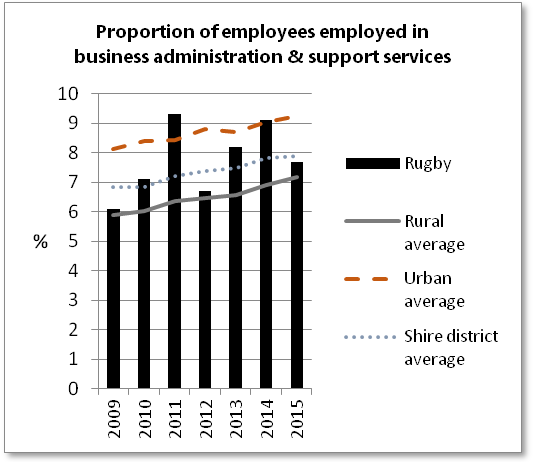 Proportion of employees employed in
business administration & support services
10
9
8
7
6
5
4
3
2
1
0
%
2009
2010
2011
2012
2013
2014
2015
Rugby
Rural
average
Urban
average
Shire district
average